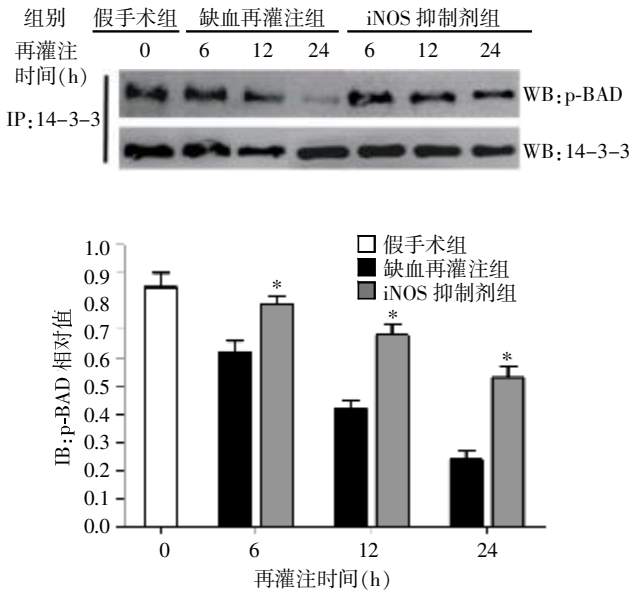 组别 假手术组 缺血再灌注组 iNOS 抑制剂组
再灌注 0 6 12 24 6 12 24
时间(h)
WB:p-BAD
IP:14-3-3
WB:14-3-3
1.0
0.9
0.8
0.7
0.6
0.5
0.4
0.3
0.2
0.1
0.0
IB:p-BAD 相对值
假手术组
缺血再灌注组
iNOS 抑制剂组
*
*
*
0 6 12 24
再灌注时间(h)